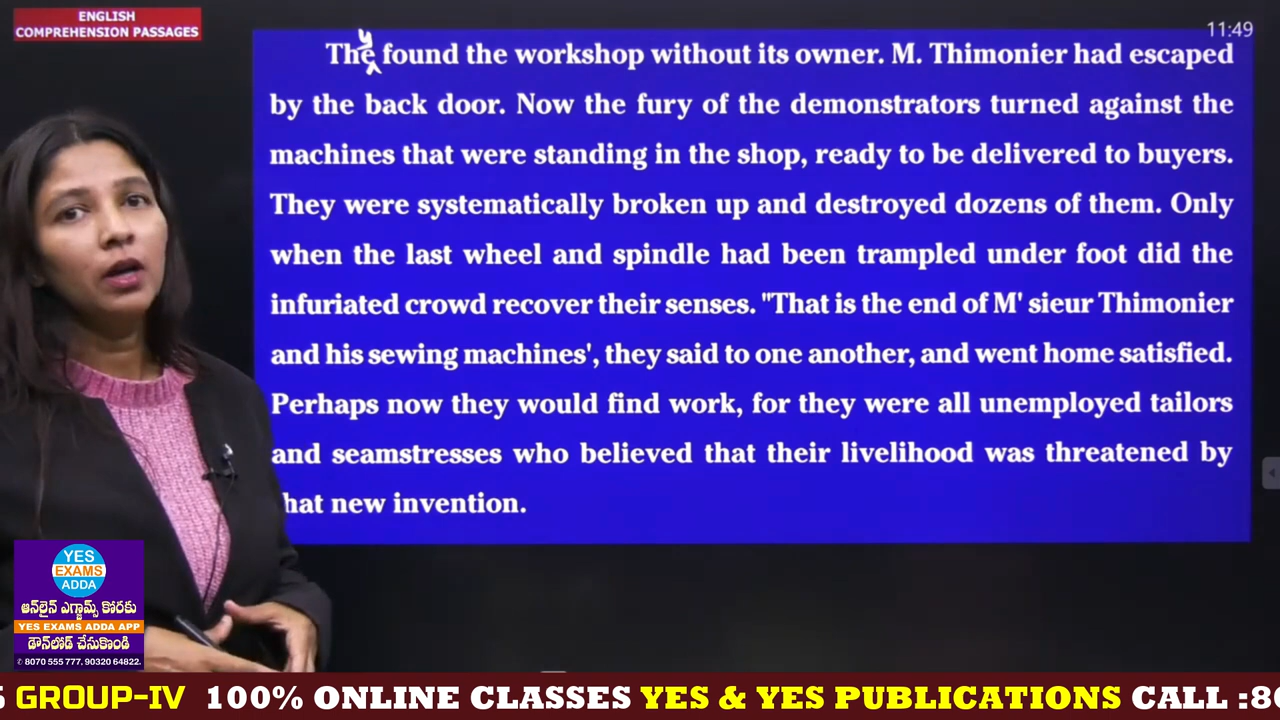 ENGLISH
COMPREHENSION PASSAGES
11:49
They found the workshop without its owner. M. Thimonier had escaped
by the back door. Now the fury of the demonstrators turned against the
machines that were standing in the shop, ready to be delivered to buyers.
They were systematically broken up and destroyed dozens of them. Only
when the last wheel and spindle had been trampled under foot did the
infuriated crowd recover their senses. "That is the end of M' sieur Thimonier
and his sewing machines', they said to one another, and went home satisfied.
Perhaps now they would find work, for they were all unemployed tailors
and seamstresses who believed that their livelihood was threatened by
hat new invention.
YES
EXAMS
ADDA
ఆన్‌లైన్ ఎగ్జామ్స్ కొరకు
YES EXAMS ADDA APP
డౌన్‌లోడ్ చేసుకొండి
8070 555 777, 90320 64822.
S GROUP-IV 100% ONLINE CLASSES YES & YES PUBLICATIONS CALL :80